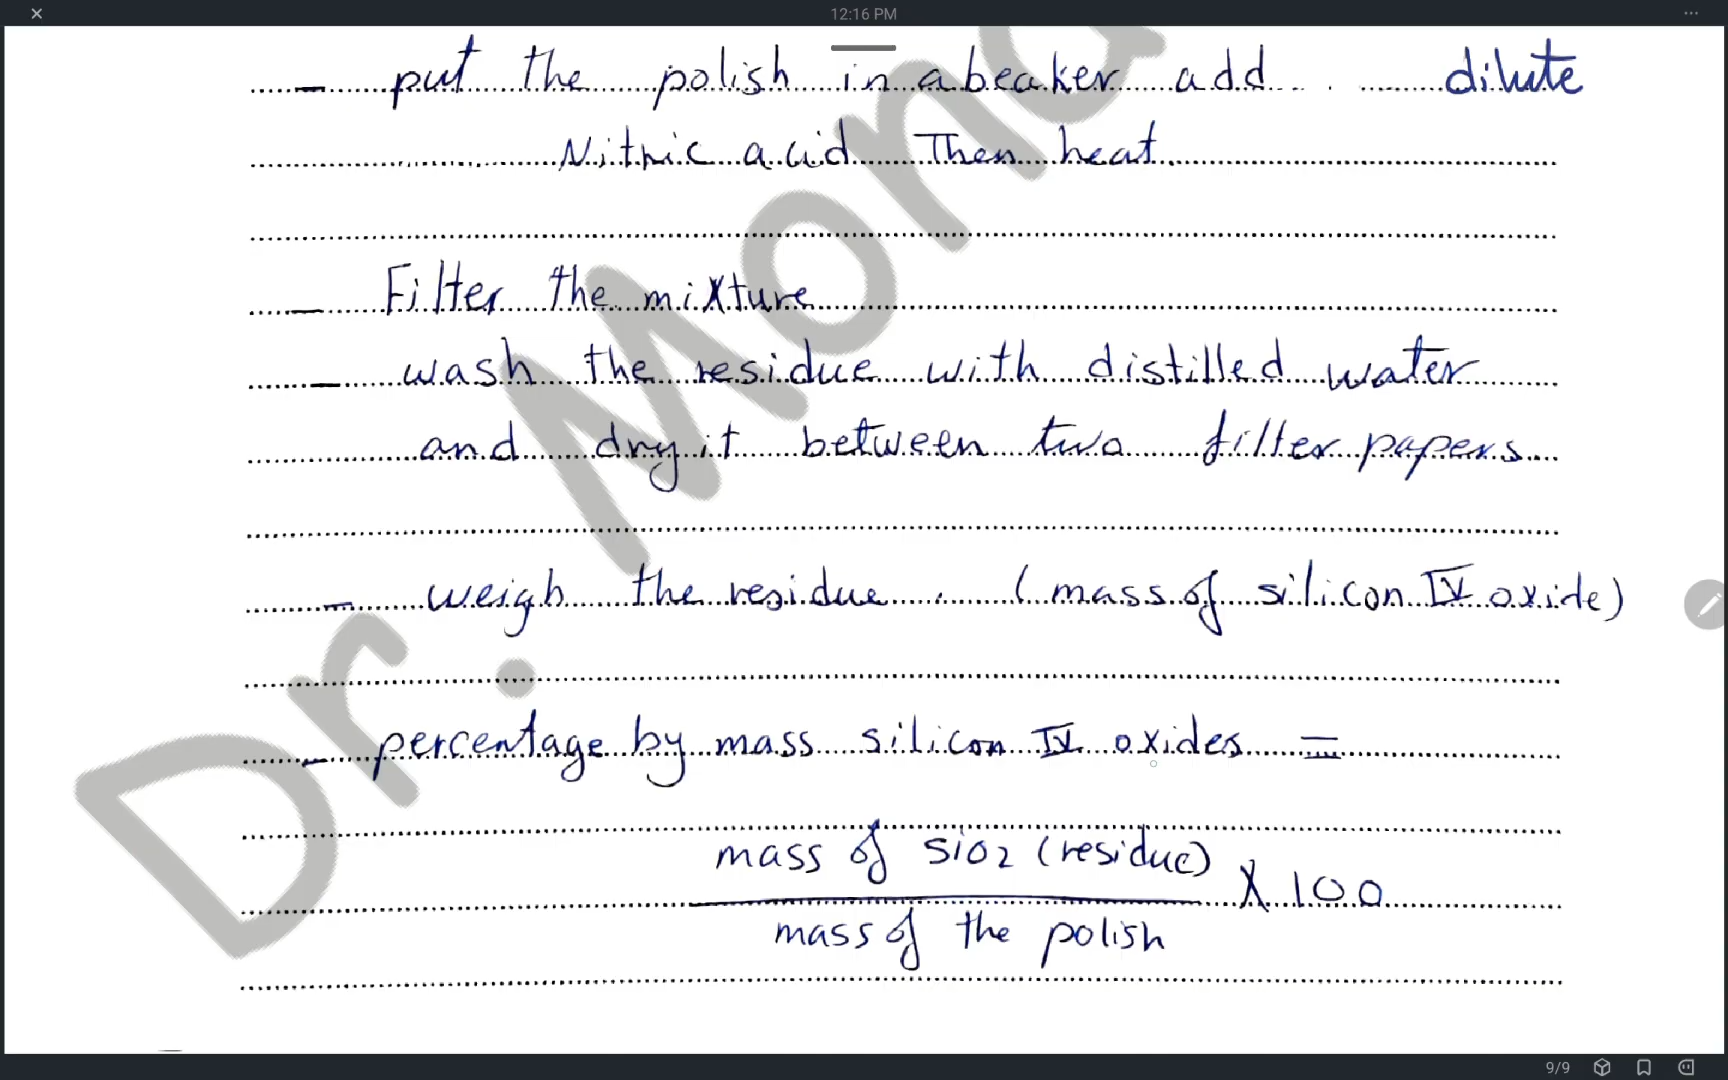 12:16 PM
- put the polish in a beaker add dilute
Nitric acid Then heat
- Filter the mixture
- wash the residue with distilled water
and dry it between two filter papers
- weigh the residue. (mass of silicon IV oxide)
- percentage by mass silicon IV oxides =
mass of SiO2 (residue)
X 100
mass of the polish
Dr. Mona
9/9